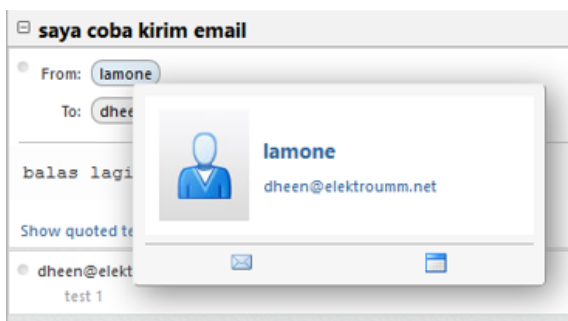 saya coba kirim email
From: lamone
To: dhee
lamone
dheen@elektroumm.net
balas lagi
Show quoted te
dheen@elekt
test 1